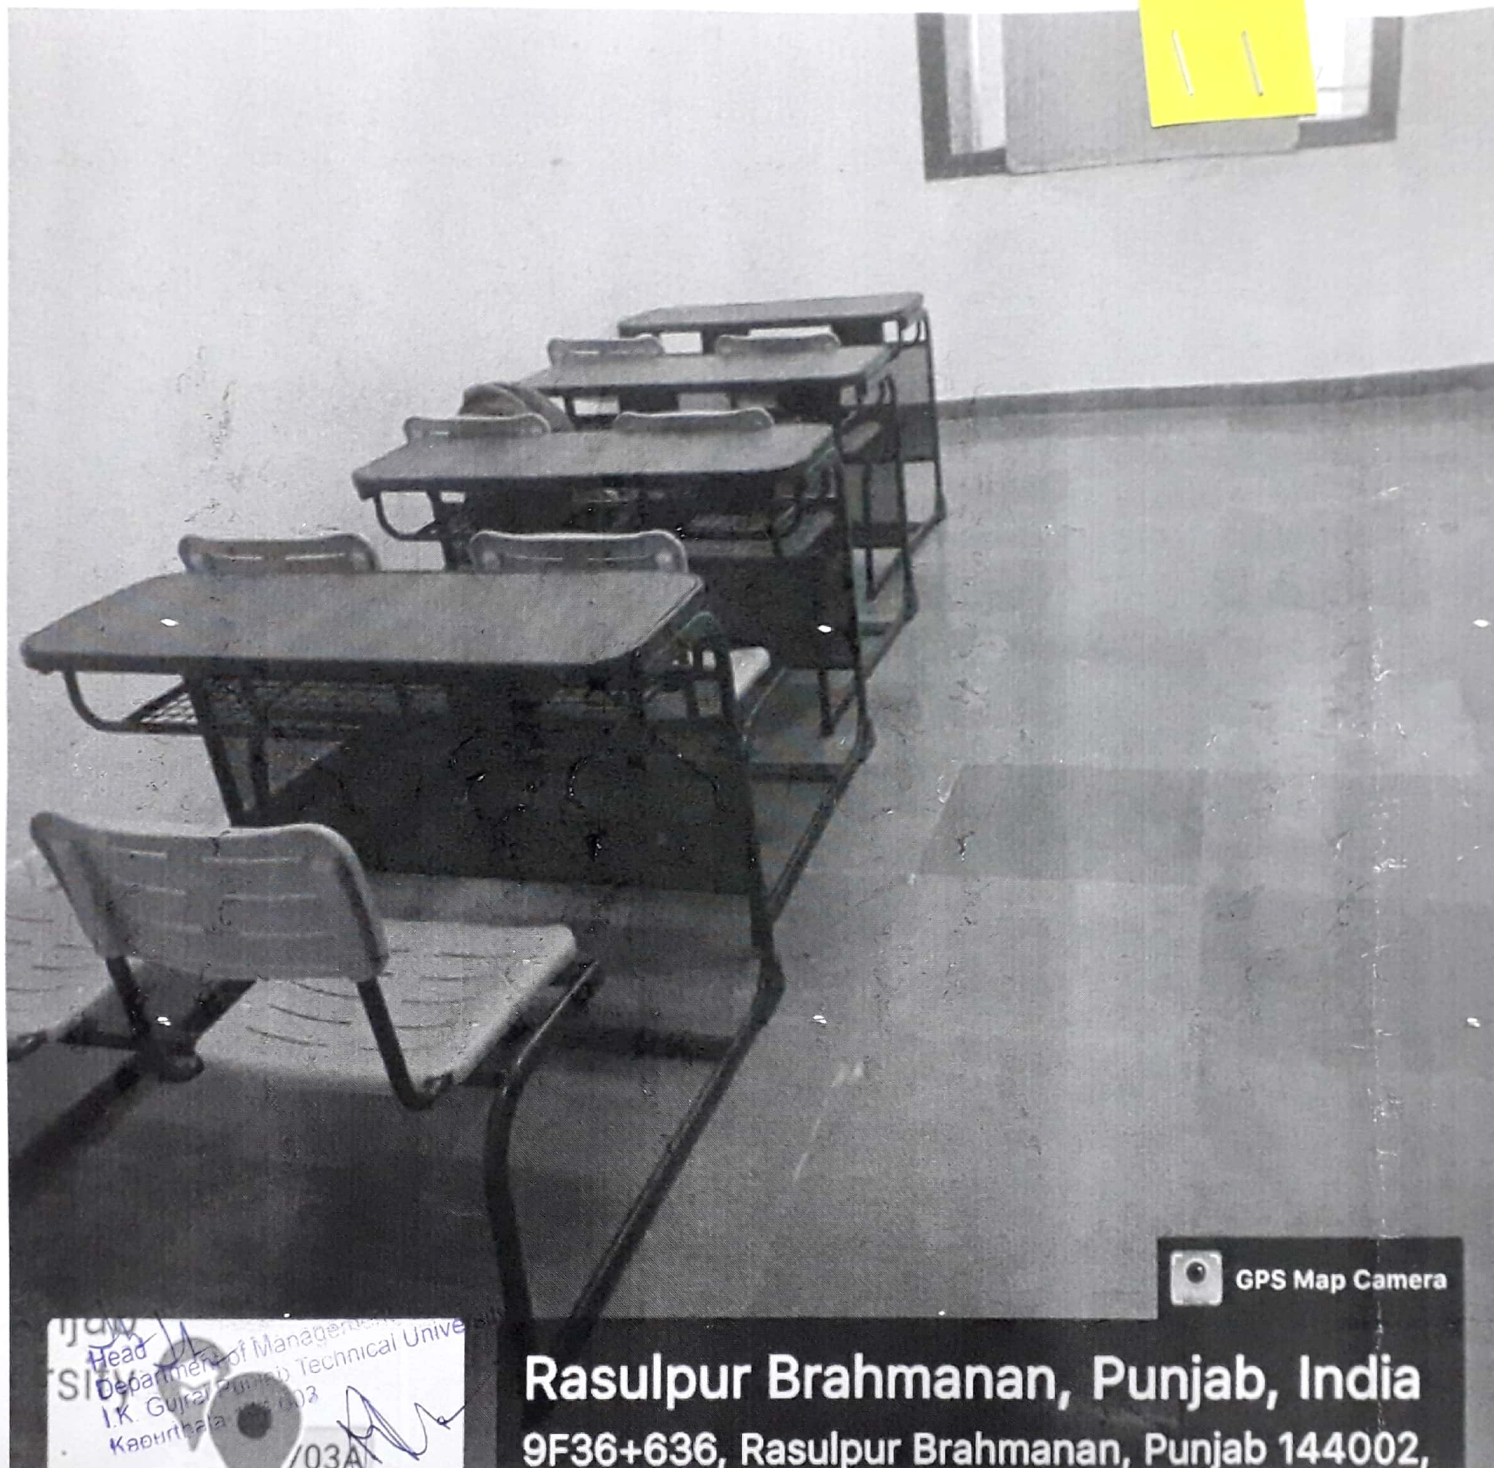 GPS Map Camera
Rasulpur Brahmanan, Punjab, India
9F36+636, Rasulpur Brahmanan, Punjab 144002,
Head
Department of Management
I.K. Gujral Punjab Technical University
Kapurthala
/03A